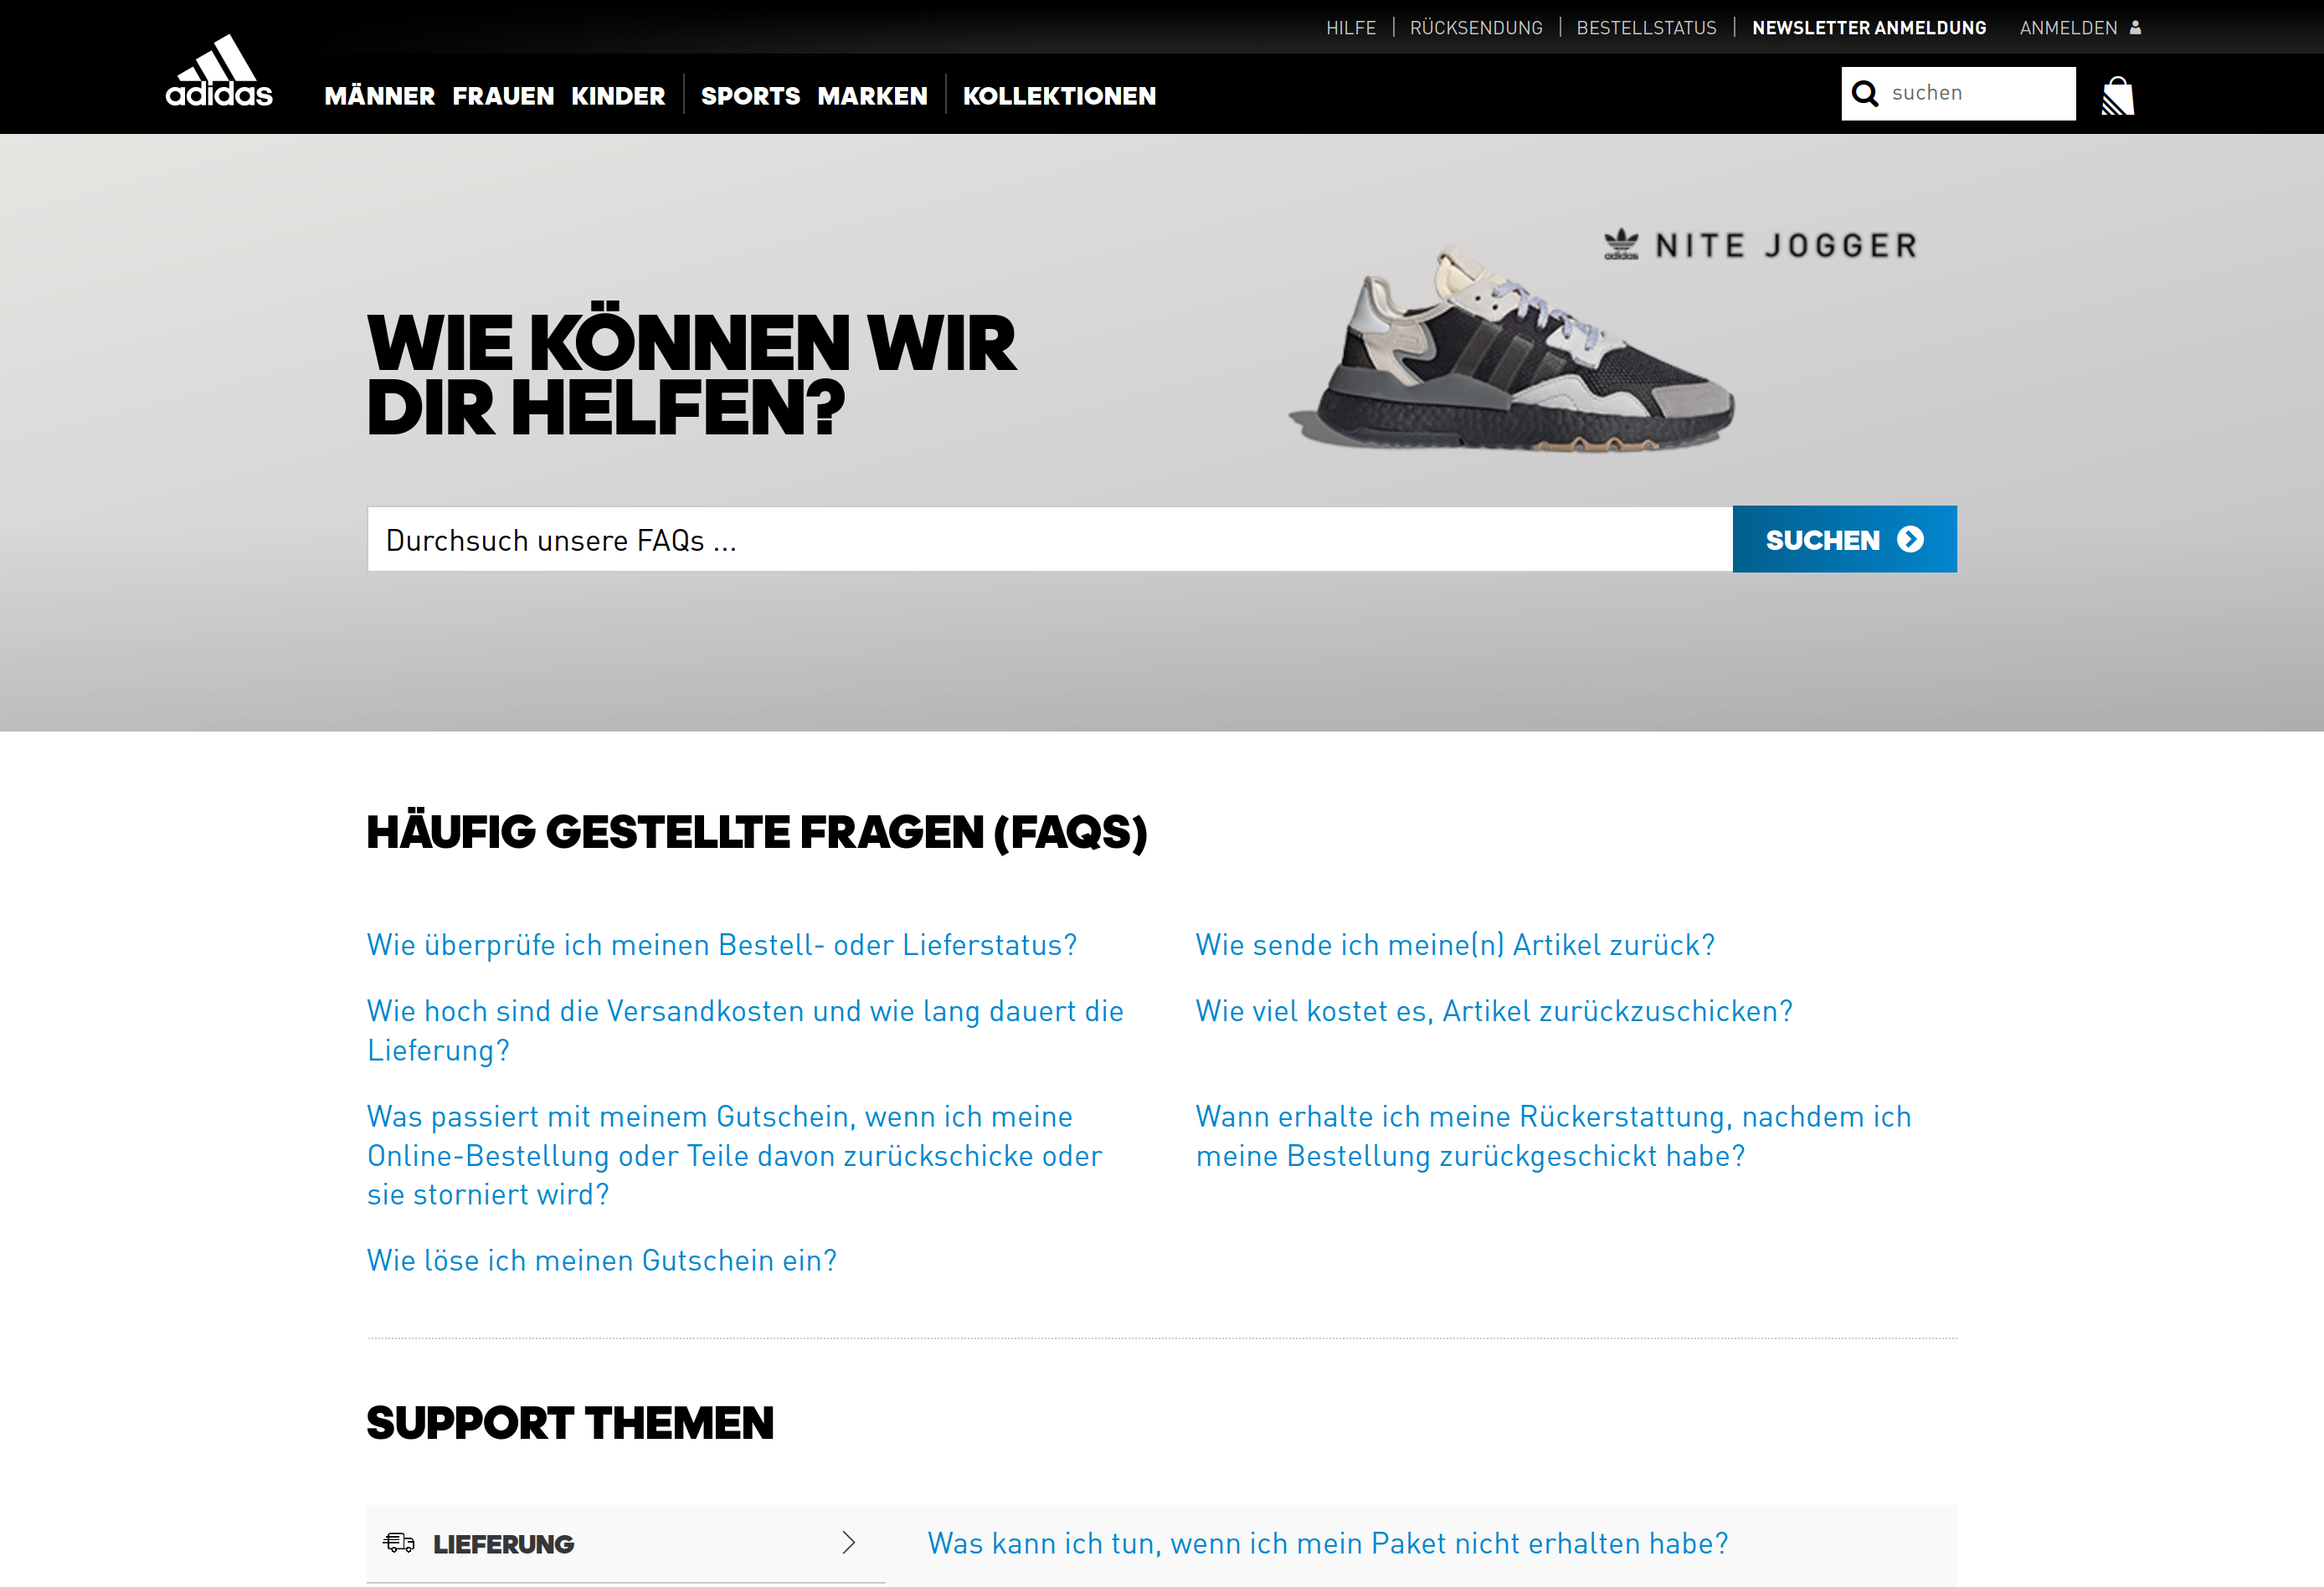 HILFE RÜCKSENDUNG BESTELLSTATUS NEWSLETTER ANMELDUNG ANMELDEN
adidas
MÄNNER FRAUEN KINDER SPORTS MARKEN KOLLEKTIONEN
suchen
adidas NITE JOGGER
WIE KÖNNEN WIR
DIR HELFEN?
Durchsuch unsere FAQs ...
SUCHEN
HÄUFIG GESTELLTE FRAGEN (FAQS)
Wie überprüfe ich meinen Bestell- oder Lieferstatus?
Wie sende ich meine(n) Artikel zurück?
Wie hoch sind die Versandkosten und wie lang dauert die
Lieferung?
Wie viel kostet es, Artikel zurückzuschicken?
Was passiert mit meinem Gutschein, wenn ich meine
Online-Bestellung oder Teile davon zurückschicke oder
sie storniert wird?
Wann erhalte ich meine Rückerstattung, nachdem ich
meine Bestellung zurückgeschickt habe?
Wie löse ich meinen Gutschein ein?
SUPPORT THEMEN
LIEFERUNG
Was kann ich tun, wenn ich mein Paket nicht erhalten habe?